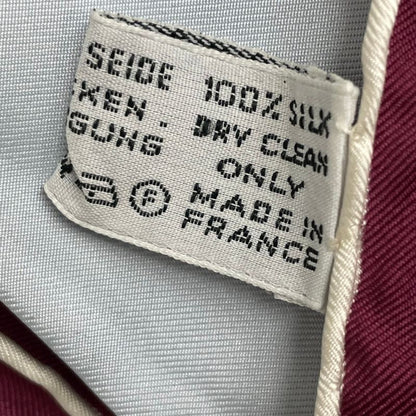 SEIDE
KEN -
GUNG
F
100% SILK
DRY CLEAN
ONLY
MADE IN
FRANCE